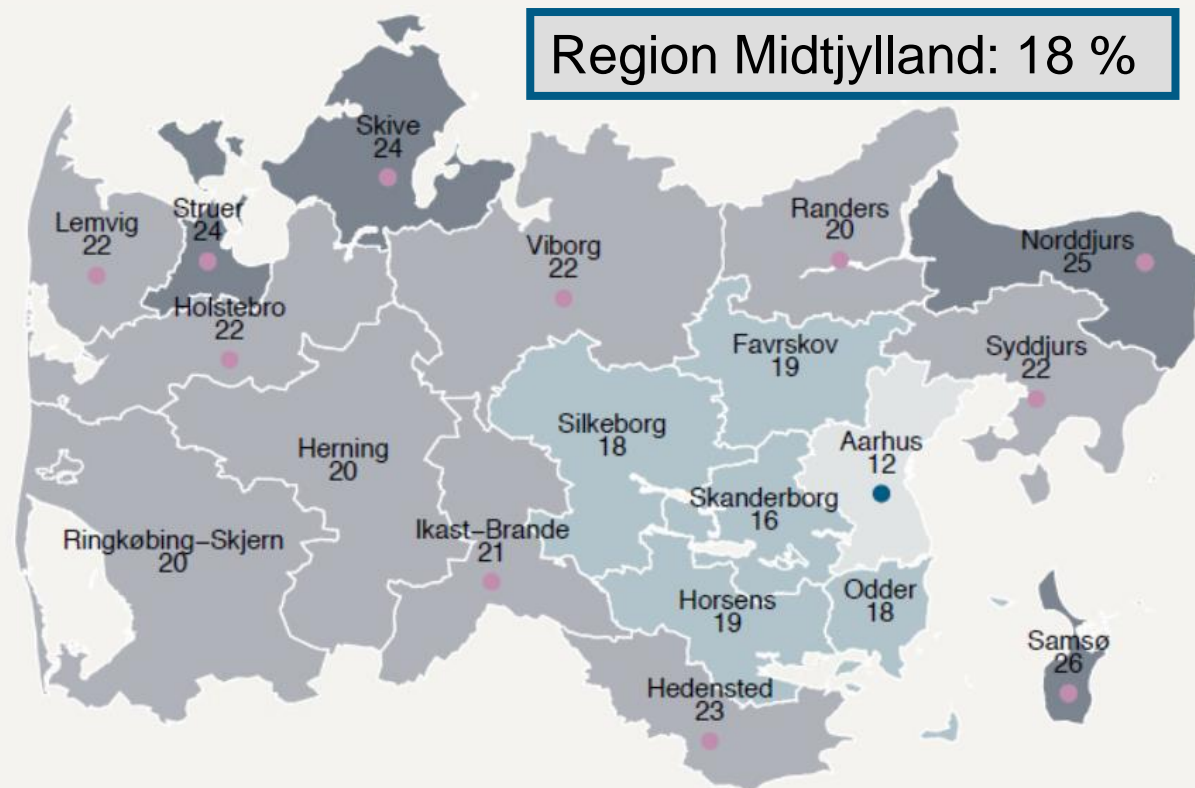 Region Midtjylland: 18 %
Skive
24
Lemvig
22
Struer
24
Holstebro
22
Viborg
22
Randers
20
Norddjurs
25
Favrskov
19
Syddjurs
22
Silkeborg
18
Herning
20
Aarhus
12
Skanderborg
16
Ringkøbing–Skjern
20
Ikast–Brande
21
Horsens
19
Odder
18
Samsø
26
Hedensted
23